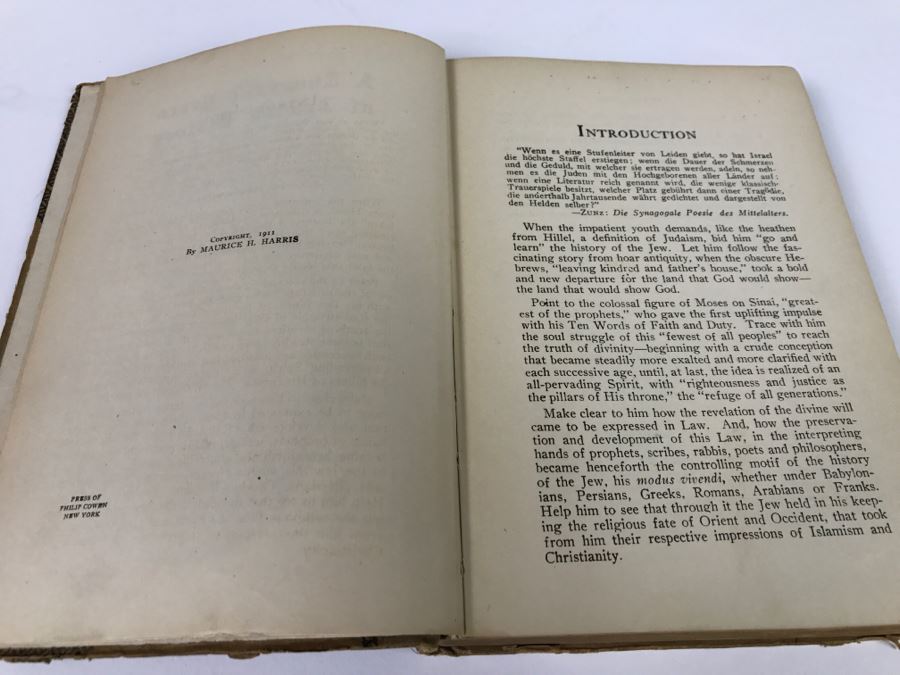 COPYRIGHT, 1911
BY MAURICE H. HARRIS
PRESS OF
PHILIP COWEN
NEW YORK
INTRODUCTION
"Wenn es eine Stufenleiter von Leiden giebt, so hat Israel
die höchste Staffel erstiegen; wenn die Dauer der Schmerzen
und die Geduld, mit welcher sie ertragen werden, adeln, so neh-
men es die Juden mit den Hochgeborenen aller Länder auf;
wenn eine Literatur reich genannt wird, die wenige klassisch-
Trauerspiele besitzt, welcher Platz gebührt dann einer Tragödie,
die anderthalb Jahrtausende währt gedichtet und dargestellt von
den Helden selber?"
—ZUNZ: Die Synagogale Poesie des Mittelalters.
When the impatient youth demands, like the heathen
from Hillel, a definition of Judaism, bid him "go and
learn" the history of the Jew. Let him follow the fas-
cinating story from hoar antiquity, when the obscure He-
brews, "leaving kindred and father's house," took a bold
and new departure for the land that God would show—
the land that would show God.
Point to the colossal figure of Moses on Sinai, "great-
est of the prophets," who gave the first uplifting impulse
with his Ten Words of Faith and Duty. Trace with him
the soul struggle of this "fewest of all peoples" to reach
the truth of divinity—beginning with a crude conception
that became steadily more exalted and more clarified with
each successive age, until, at last, the idea is realized of an
all-pervading Spirit, with "righteousness and justice as
the pillars of His throne," the "refuge of all generations."
Make clear to him how the revelation of the divine will
came to be expressed in Law. And, how the preserva-
tion and development of this Law, in the interpreting
hands of prophets, scribes, rabbis, poets and philosophers,
became henceforth the controlling motif of the history
of the Jew, his modus vivendi, whether under Babylon-
ians, Persians, Greeks, Romans, Arabians or Franks.
Help him to see that through it the Jew held in his keep-
ing the religious fate of Orient and Occident, that took
from him their respective impressions of Islamism and
Christianity.